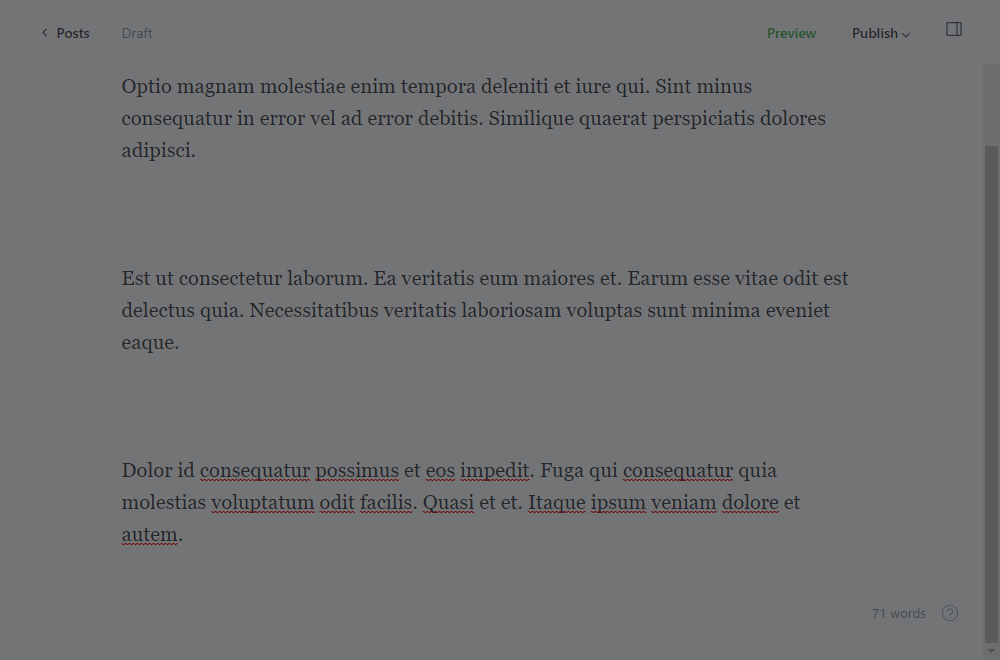 Posts Draft Preview Publish
Optio magnam molestiae enim tempora deleniti et iure qui. Sint minus
consequatur in error vel ad error debitis. Similique quaerat perspiciatis dolores
adipisci.
Est ut consectetur laborum. Ea veritatis eum maiores et. Earum esse vitae odit est
delectus quia. Necessitatibus veritatis laboriosam voluptas sunt minima eveniet
eaque.
Dolor id consequatur possimus et eos impedit. Fuga qui consequatur quia
molestias voluptatum odit facilis. Quasi et et. Itaque ipsum veniam dolore et
autem.
71 words ?